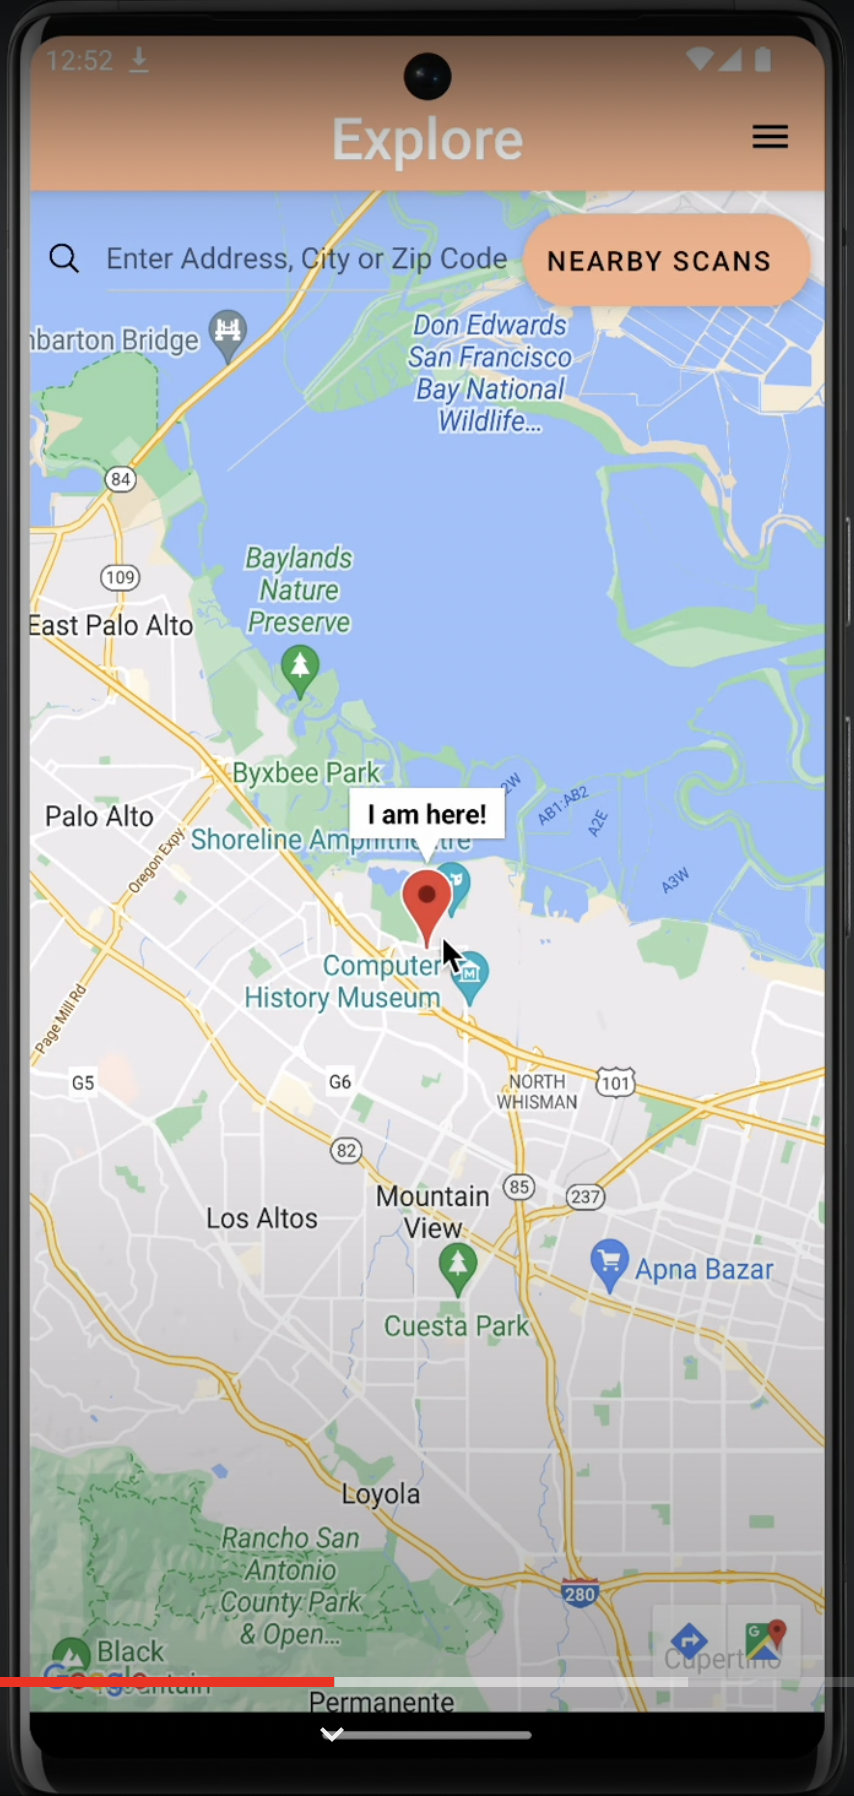 12:52
Explore
Enter Address, City or Zip Code
NEARBY SCANS
nbarton Bridge
Don Edwards
San Francisco
Bay National
Wildlife...
84
Baylands
Nature
Preserve
109
East Palo Alto
Byxbee Park
2W
AB1;AB2
A2E
Palo Alto
I am here!
Shoreline Amphitheatre
Oregon Expy
A3W
Computer
History Museum
Page Mill Rd
G5
G6
NORTH
WHISMAN
101
82
Mountain
View
85
237
Los Altos
Apna Bazar
Cuesta Park
Loyola
Rancho San
Antonio
County Park
& Open...
280
Black
Mountain
Google
Cupertino
G
Permanente